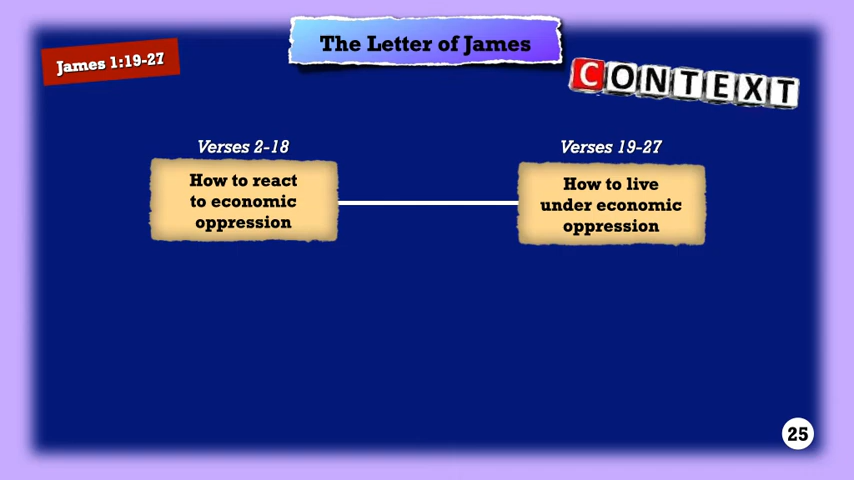 The Letter of James
James 1:19-27
CONTEXT
Verses 2-18
How to react
to economic
oppression
Verses 19-27
How to live
under economic
oppression
25